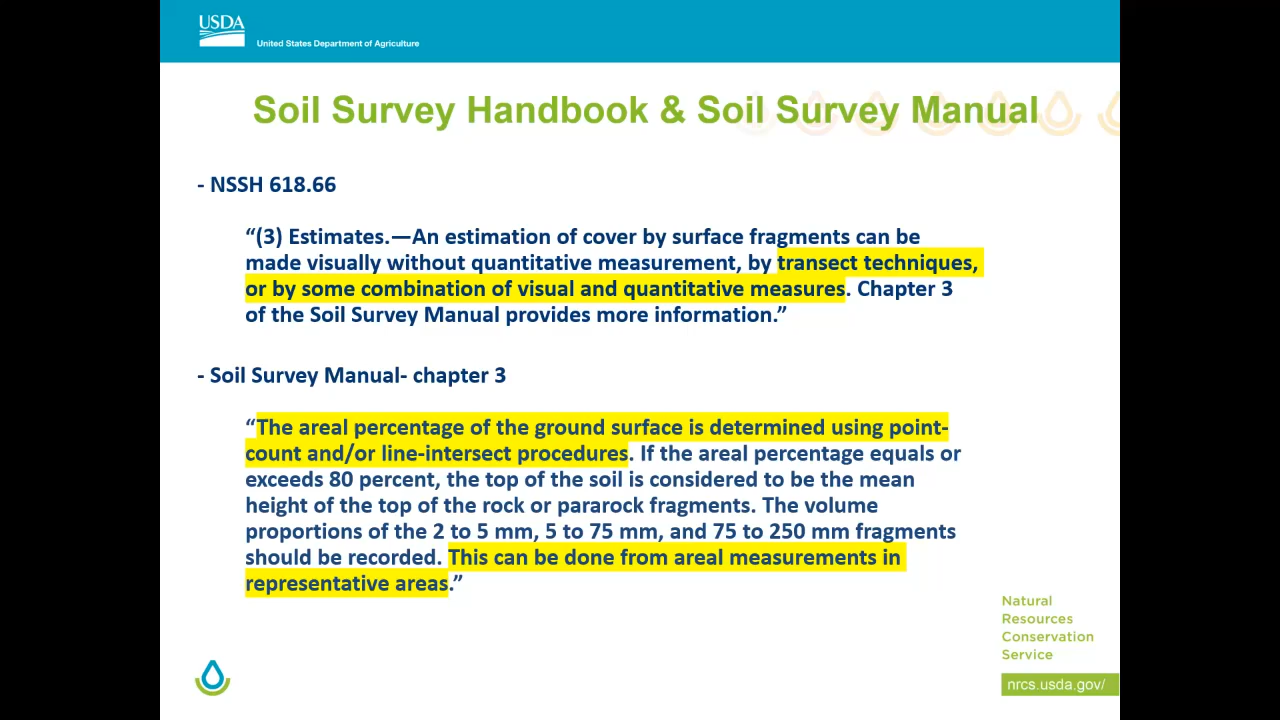 USDA
United States Department of Agriculture
Soil Survey Handbook & Soil Survey Manual
- NSSH 618.66
“(3) Estimates.—An estimation of cover by surface fragments can be
made visually without quantitative measurement, by transect techniques,
or by some combination of visual and quantitative measures. Chapter 3
of the Soil Survey Manual provides more information.”
- Soil Survey Manual- chapter 3
“The areal percentage of the ground surface is determined using point-
count and/or line-intersect procedures. If the areal percentage equals or
exceeds 80 percent, the top of the soil is considered to be the mean
height of the top of the rock or pararock fragments. The volume
proportions of the 2 to 5 mm, 5 to 75 mm, and 75 to 250 mm fragments
should be recorded. This can be done from areal measurements in
representative areas.”
Natural
Resources
Conservation
Service
nrcs.usda.gov/